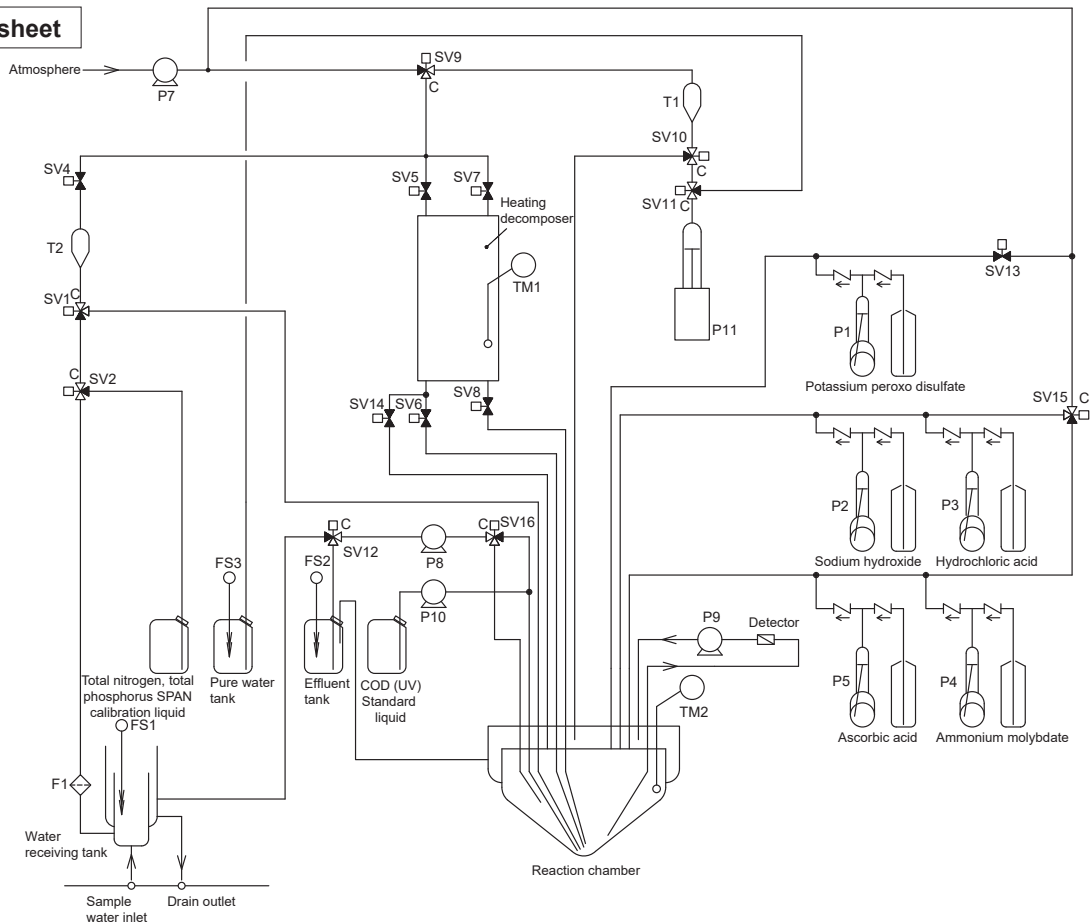 sheet
Atmosphere
P7
SV9
C
T1
SV10
C
SV11
C
P11
SV4
SV5
SV7
Heating
decomposer
TM1
T2
C
SV1
C
SV2
SV14
SV6
SV8
SV13
P1
Potassium peroxo disulfate
SV15
C
P2
P3
Sodium hydroxide
Hydrochloric acid
C
SV12
P8
C
SV16
FS3
FS2
P10
P9
Detector
TM2
P5
P4
Ascorbic acid
Ammonium molybdate
Total nitrogen, total
phosphorus SPAN
calibration liquid
Pure water
tank
Effluent
tank
COD (UV)
Standard
liquid
FS1
F1
Water
receiving tank
Reaction chamber
Sample
water inlet
Drain outlet